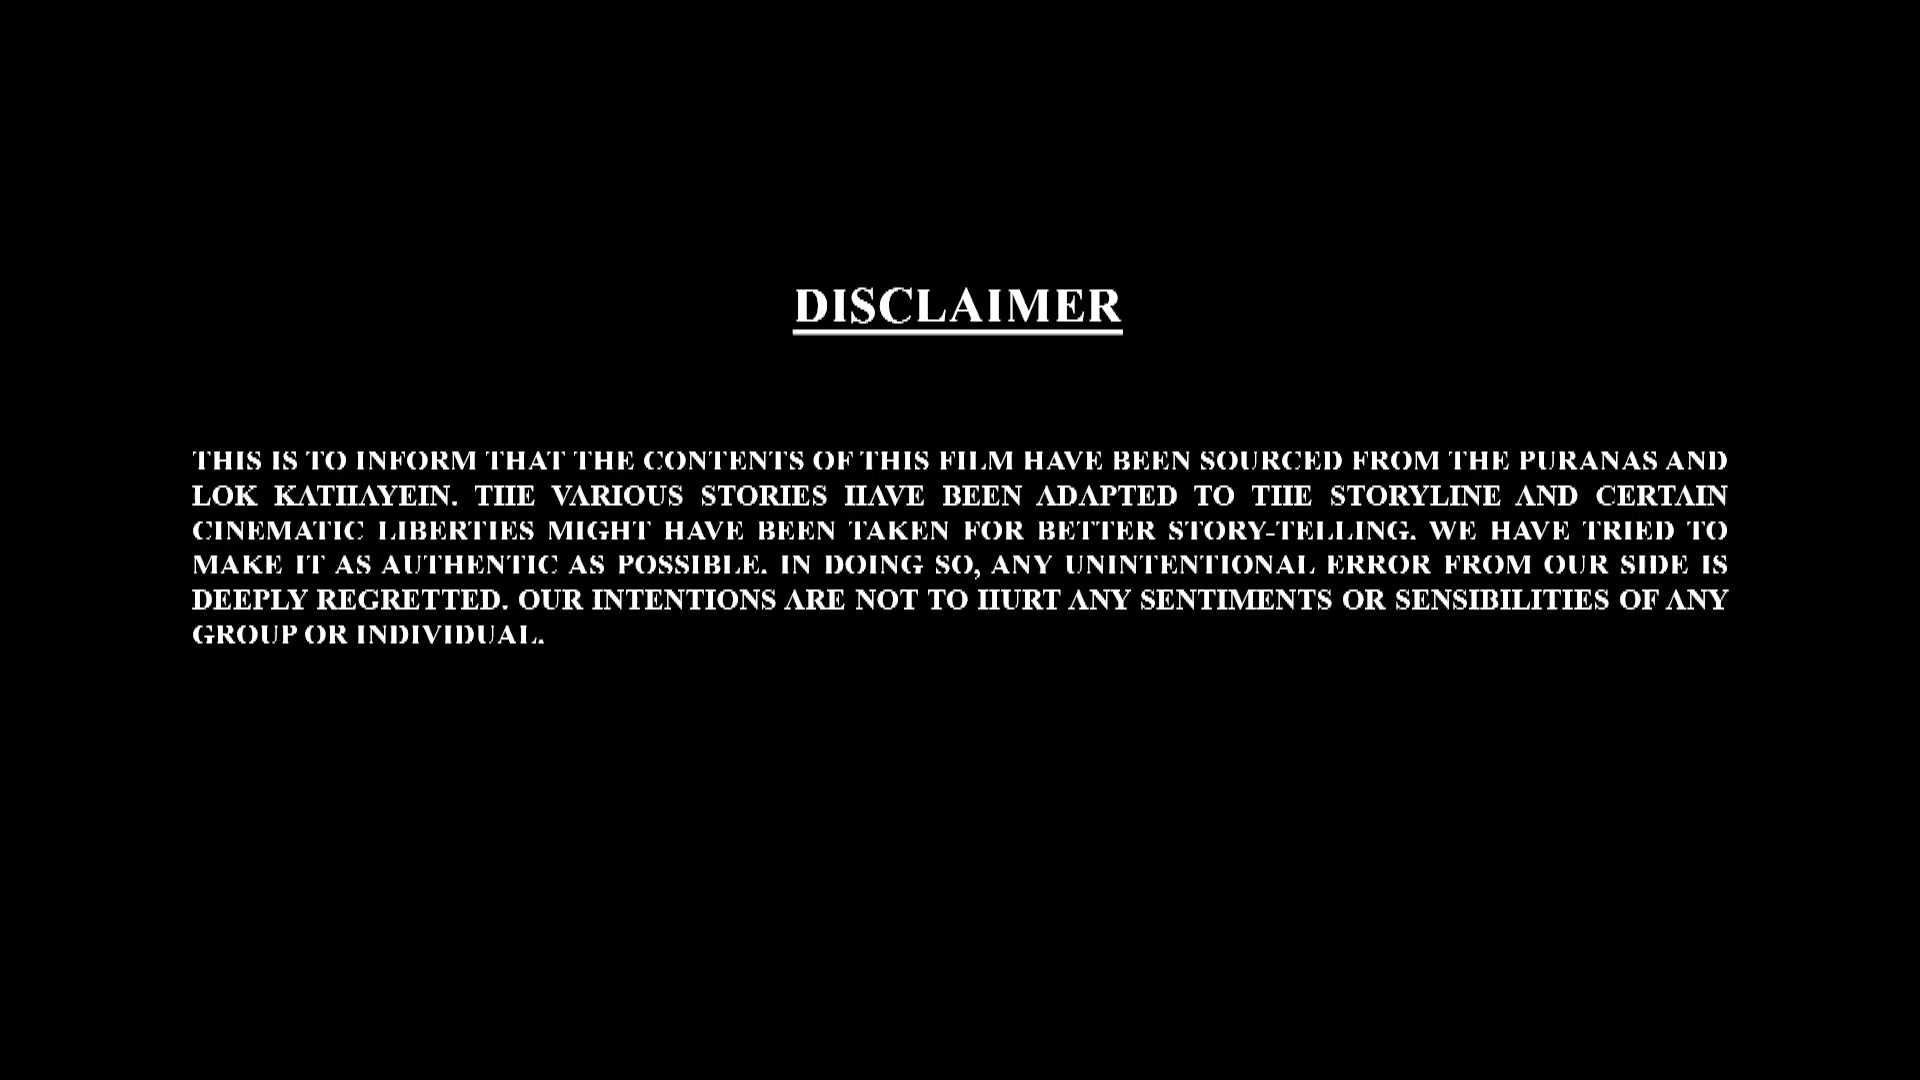 DISCLAIMER
THIS IS TO INFORM THAT THE CONTENTS OF THIS FILM HAVE BEEN SOURCED FROM THE PURANAS AND
LOK KATHAYEIN. THE VARIOUS STORIES HAVE BEEN ADAPTED TO THE STORYLINE AND CERTAIN
CINEMATIC LIBERTIES MIGHT HAVE BEEN TAKEN FOR BETTER STORY-TELLING. WE HAVE TRIED TO
MAKE IT AS AUTHENTIC AS POSSIBLE. IN DOING SO, ANY UNINTENTIONAL ERROR FROM OUR SIDE IS
DEEPLY REGRETTED. OUR INTENTIONS ARE NOT TO HURT ANY SENTIMENTS OR SENSIBILITIES OF ANY
GROUP OR INDIVIDUAL.